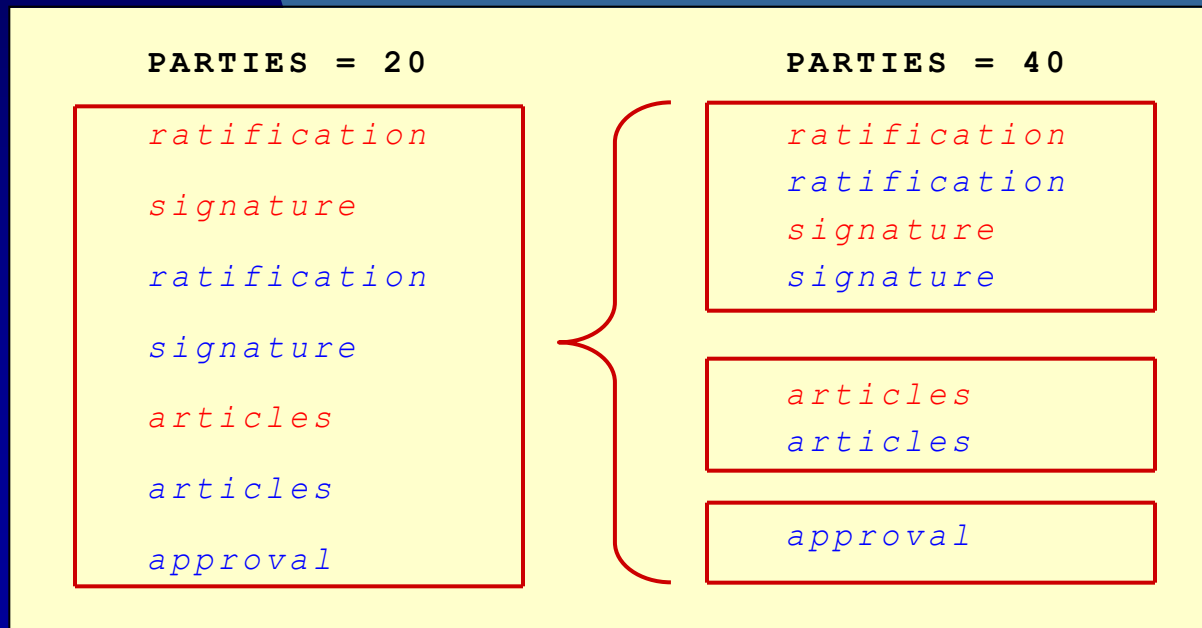 PARTIES = 20
ratification
signature
ratification
signature
articles
articles
approval
PARTIES = 40
ratification
ratification
signature
signature
articles
articles
approval